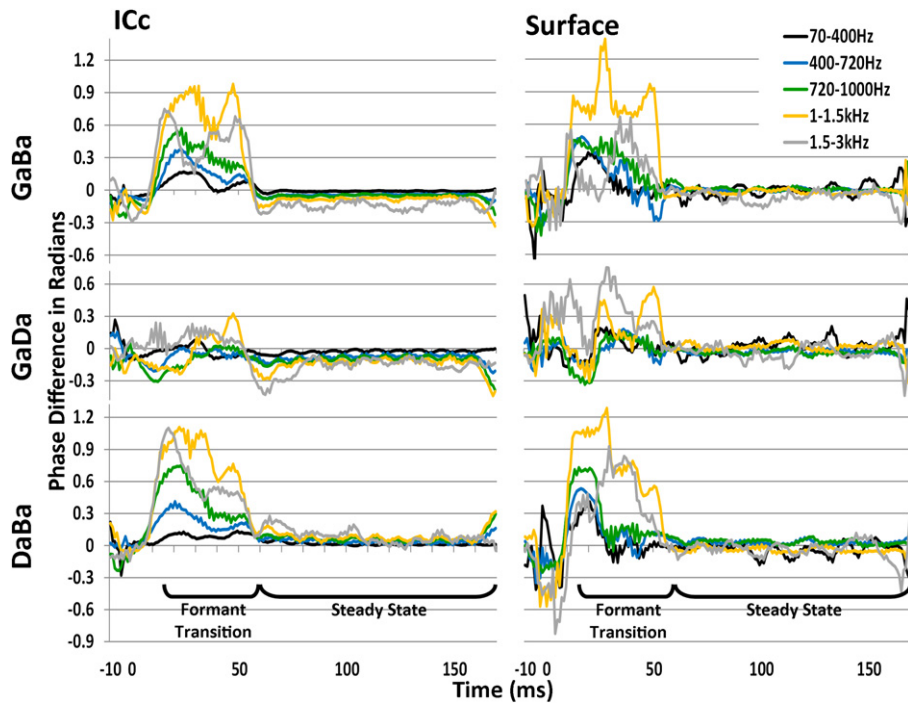 ICc
Surface
70-400Hz
400-720Hz
720-1000Hz
1-1.5kHz
1.5-3kHz
GaBa
GaDa
DaBa
Phase Difference in Radians
1.2
0.9
0.6
0.3
0
-0.3
-0.6
0.6
0.3
0
-0.3
1.2
0.9
0.6
0.3
0
-0.3
-0.6
-0.9
Formant
Transition
Steady State
Formant
Transition
Steady State
-10 0 50 100 150
-10 0 50 100 150
Time (ms)